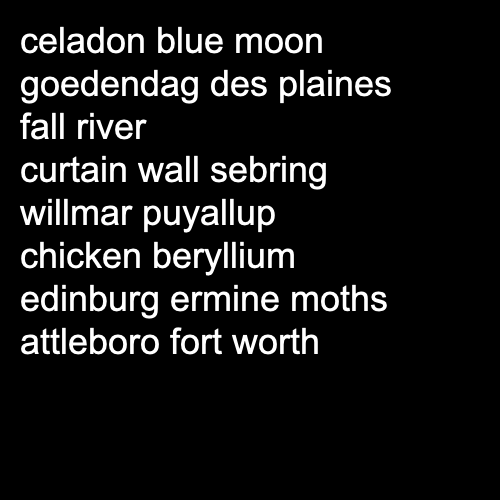 celadon blue moon
goedendag des plaines
fall river
curtain wall sebring
willmar puyallup
chicken beryllium
edinburg ermine moths
attleboro fort worth